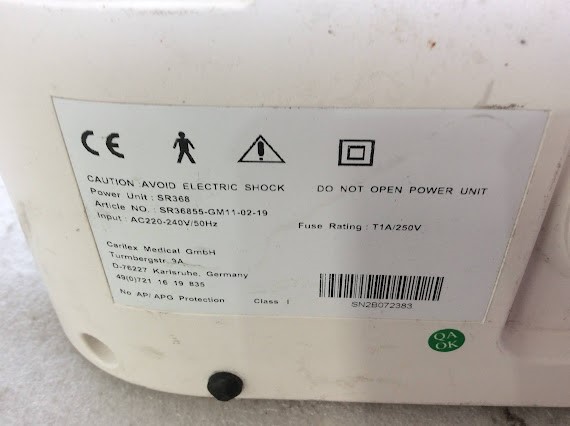 CE
CAUTION :AVOID ELECTRIC SHOCK DO NOT OPEN POWER UNIT
Power Unit : SR368
Article NO. : SR36855-GM11-02-19
Input : AC220-240V/50Hz Fuse Rating : T1A/250V
Carilex Medical GmbH
Turmbergstr. 9A
D-76227 Karlsruhe, Germany
49(0)721 16 19 835
No AP/ APG Protection Class I
SN2B072383
QA
OK